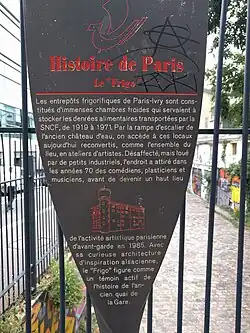 Histoire de Paris
Le "Frigo"
Les entrepôts frigorifiques de Paris-Ivry sont cons-
titués d'immenses chambres froides qui servaient à
stocker les denrées alimentaires transportées par la
SNCF, de 1919 à 1971. Par la rampe d'escalier de
l'ancien château d'eau, on accède à ces locaux
aujourd'hui reconvertis, comme l'ensemble du
lieu, en ateliers d'artistes. Désaffecté, mais loué
par de petits industriels, l'endroit a attiré dans
les années 70 des comédiens, plasticiens et
musiciens, avant de devenir un haut lieu
de l'activité artistique parisienne
d'avant-garde en 1985. Avec
sa curieuse architecture
d'inspiration alsacienne,
le "Frigo" figure comme
un témoin actif de
l'histoire de l'an-
cien quai de
la Gare.